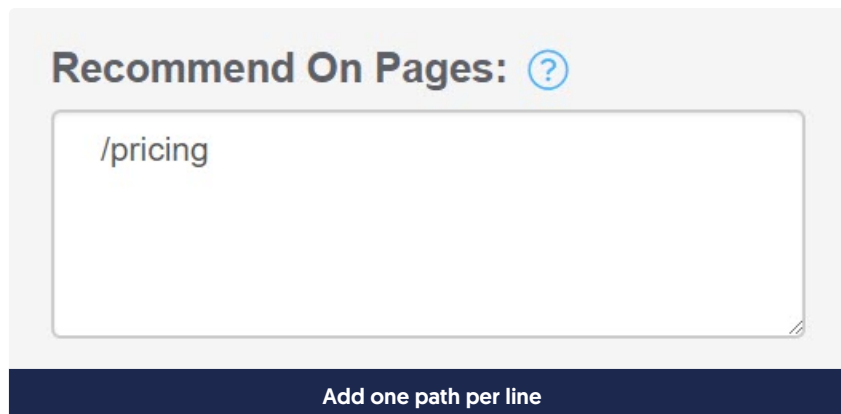 Recommend On Pages: ?
/pricing
Add one path per line